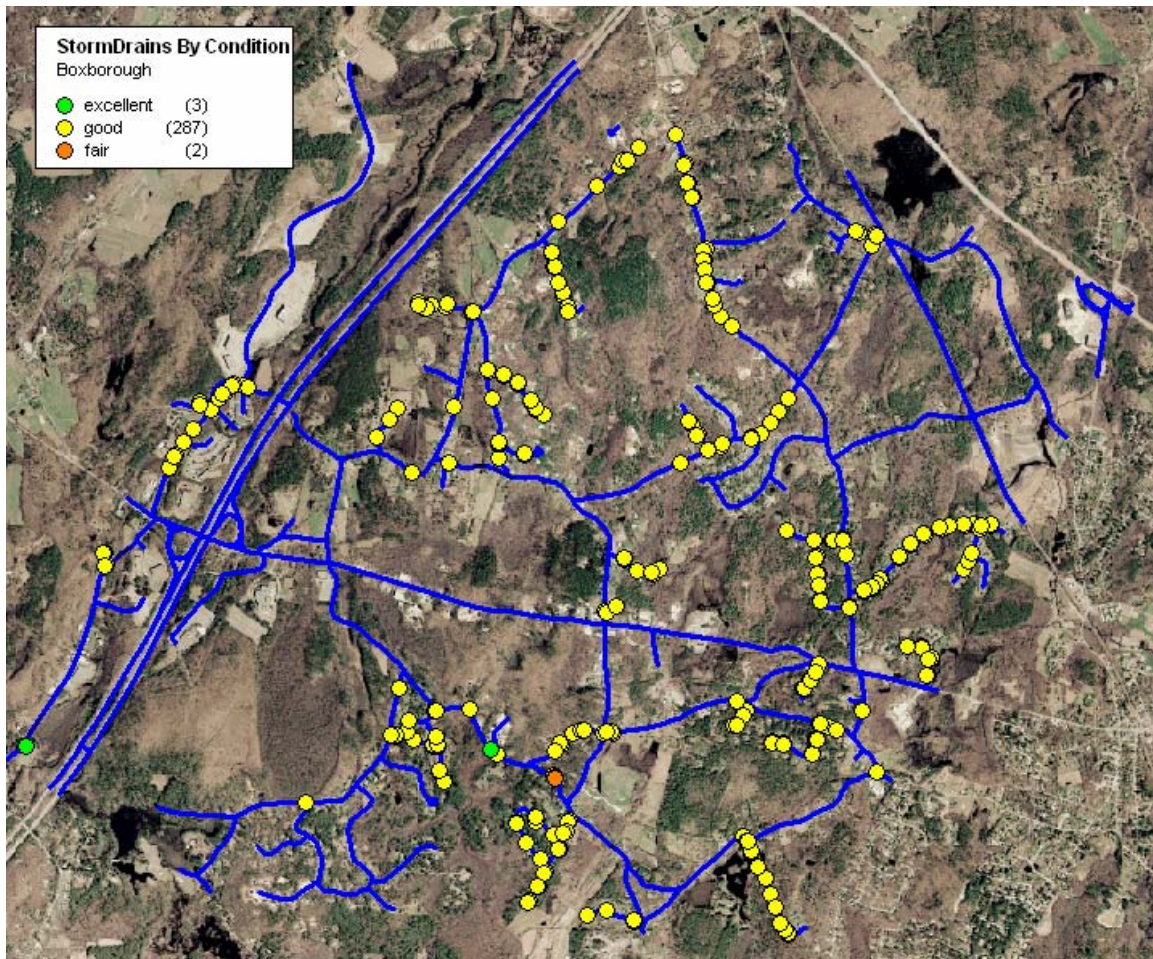 StormDrains By Condition
Boxborough
excellent (3)
good (287)
fair (2)